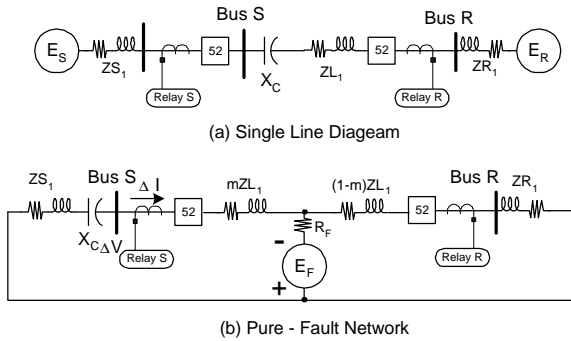 Bus S
Bus R
E_S
ZS_1
52
X_C
ZL_1
52
ZR_1
E_R
Relay S
Relay R
(a) Single Line Diageam
ZS_1
Bus S
Δ I
mZL_1
(1-m)ZL_1
Bus R
ZR_1
52
52
X_C
ΔV
Relay S
R_F
-
E_F
+
Relay R
(b) Pure - Fault Network